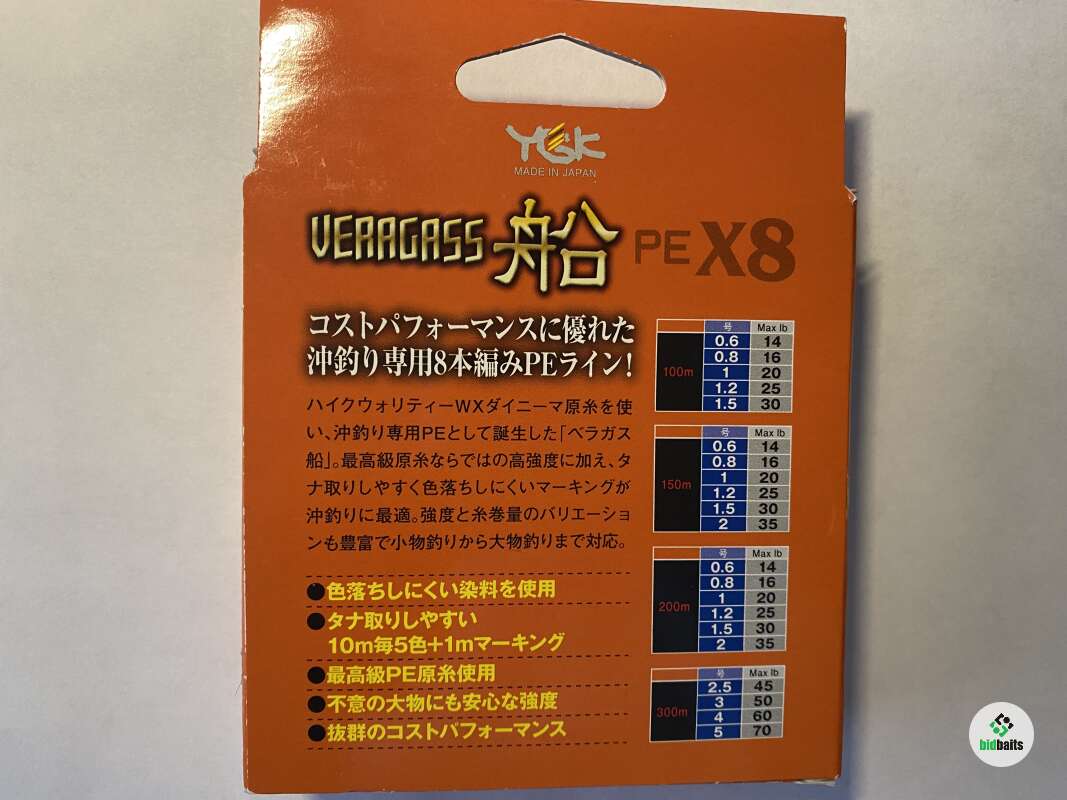 YGK
MADE IN JAPAN
VERAGASS 船 PE X8
コストパフォーマンスに優れた
沖釣り専用8本編みPEライン!
ハイクウォリティーWXダイニーマ原糸を使
い、沖釣り専用PEとして誕生した「ベラガス
船」。最高級原糸ならではの高強度に加え、タ
ナ取りしやすく色落ちしにくいマーキングが
沖釣りに最適。強度と糸巻量のバリエーショ
ンも豊富で小物釣りから大物釣りまで対応。
●色落ちしにくい染料を使用
●タナ取りしやすい
10m毎5色+1mマーキング
●最高級PE原糸使用
●不意の大物にも安心な強度
●抜群のコストパフォーマンス
号 Max lb
100m
0.6 14
0.8 16
1 20
1.2 25
1.5 30
号 Max lb
150m
0.6 14
0.8 16
1 20
1.2 25
1.5 30
2 35
号 Max lb
200m
0.6 14
0.8 16
1 20
1.2 25
1.5 30
2 35
号 Max lb
300m
2.5 45
3 50
4 60
5 70
bidbaits